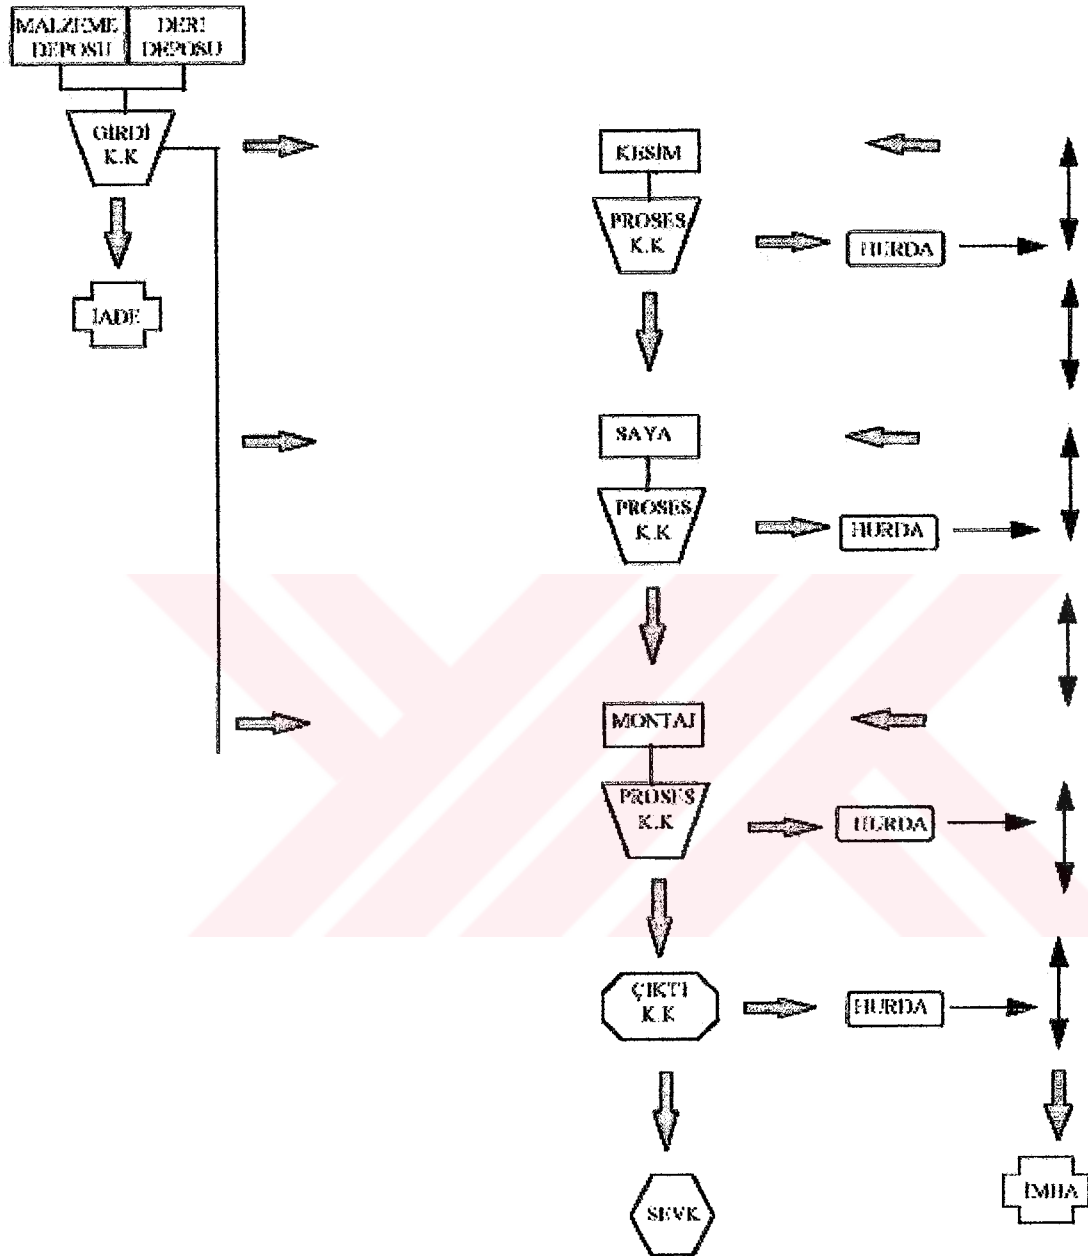 MALZEME DEPOSU
DERİ DEPOSU
GİRDİ
K.K
İADE
KESİM
PROSES
K.K
HURDA
SAYA
PROSES
K.K
HURDA
MONTAJ
PROSES
K.K
HURDA
ÇIKTI
K.K
HURDA
SEVK
İMHA